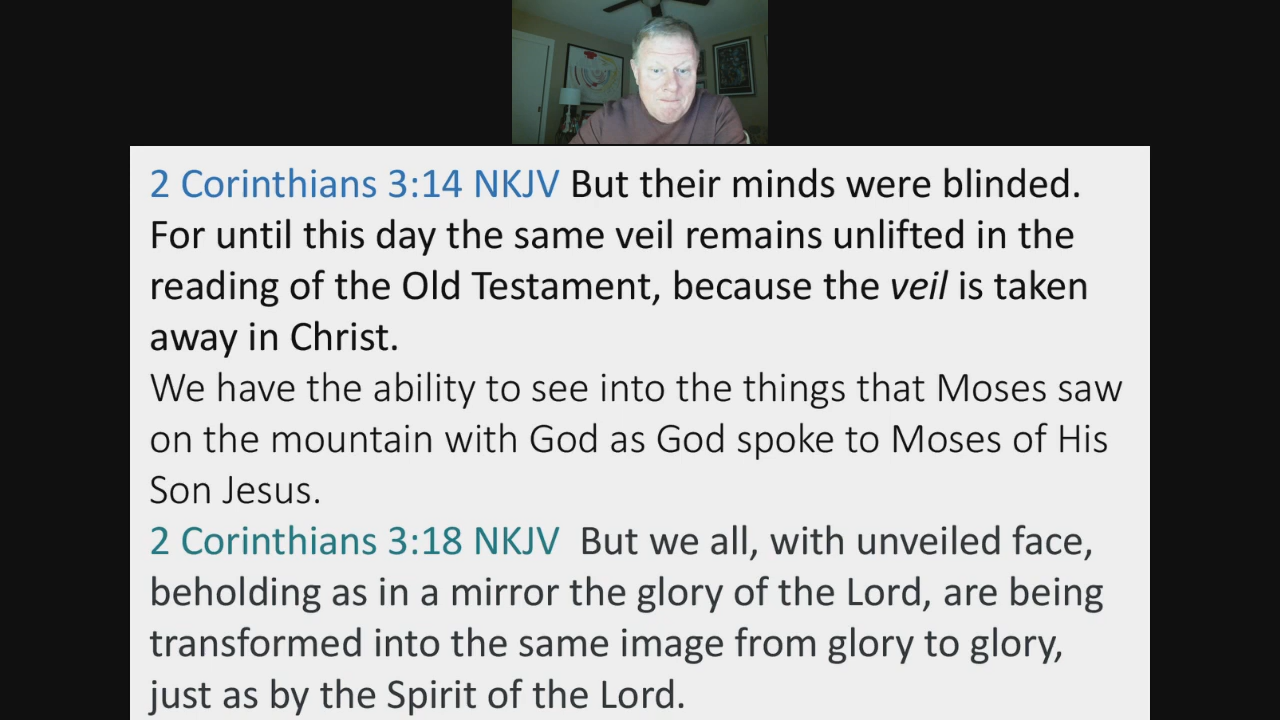 2 Corinthians 3:14 NKJV But their minds were blinded.
For until this day the same veil remains unlifted in the
reading of the Old Testament, because the veil is taken
away in Christ.
We have the ability to see into the things that Moses saw
on the mountain with God as God spoke to Moses of His
Son Jesus.
2 Corinthians 3:18 NKJV But we all, with unveiled face,
beholding as in a mirror the glory of the Lord, are being
transformed into the same image from glory to glory,
just as by the Spirit of the Lord.